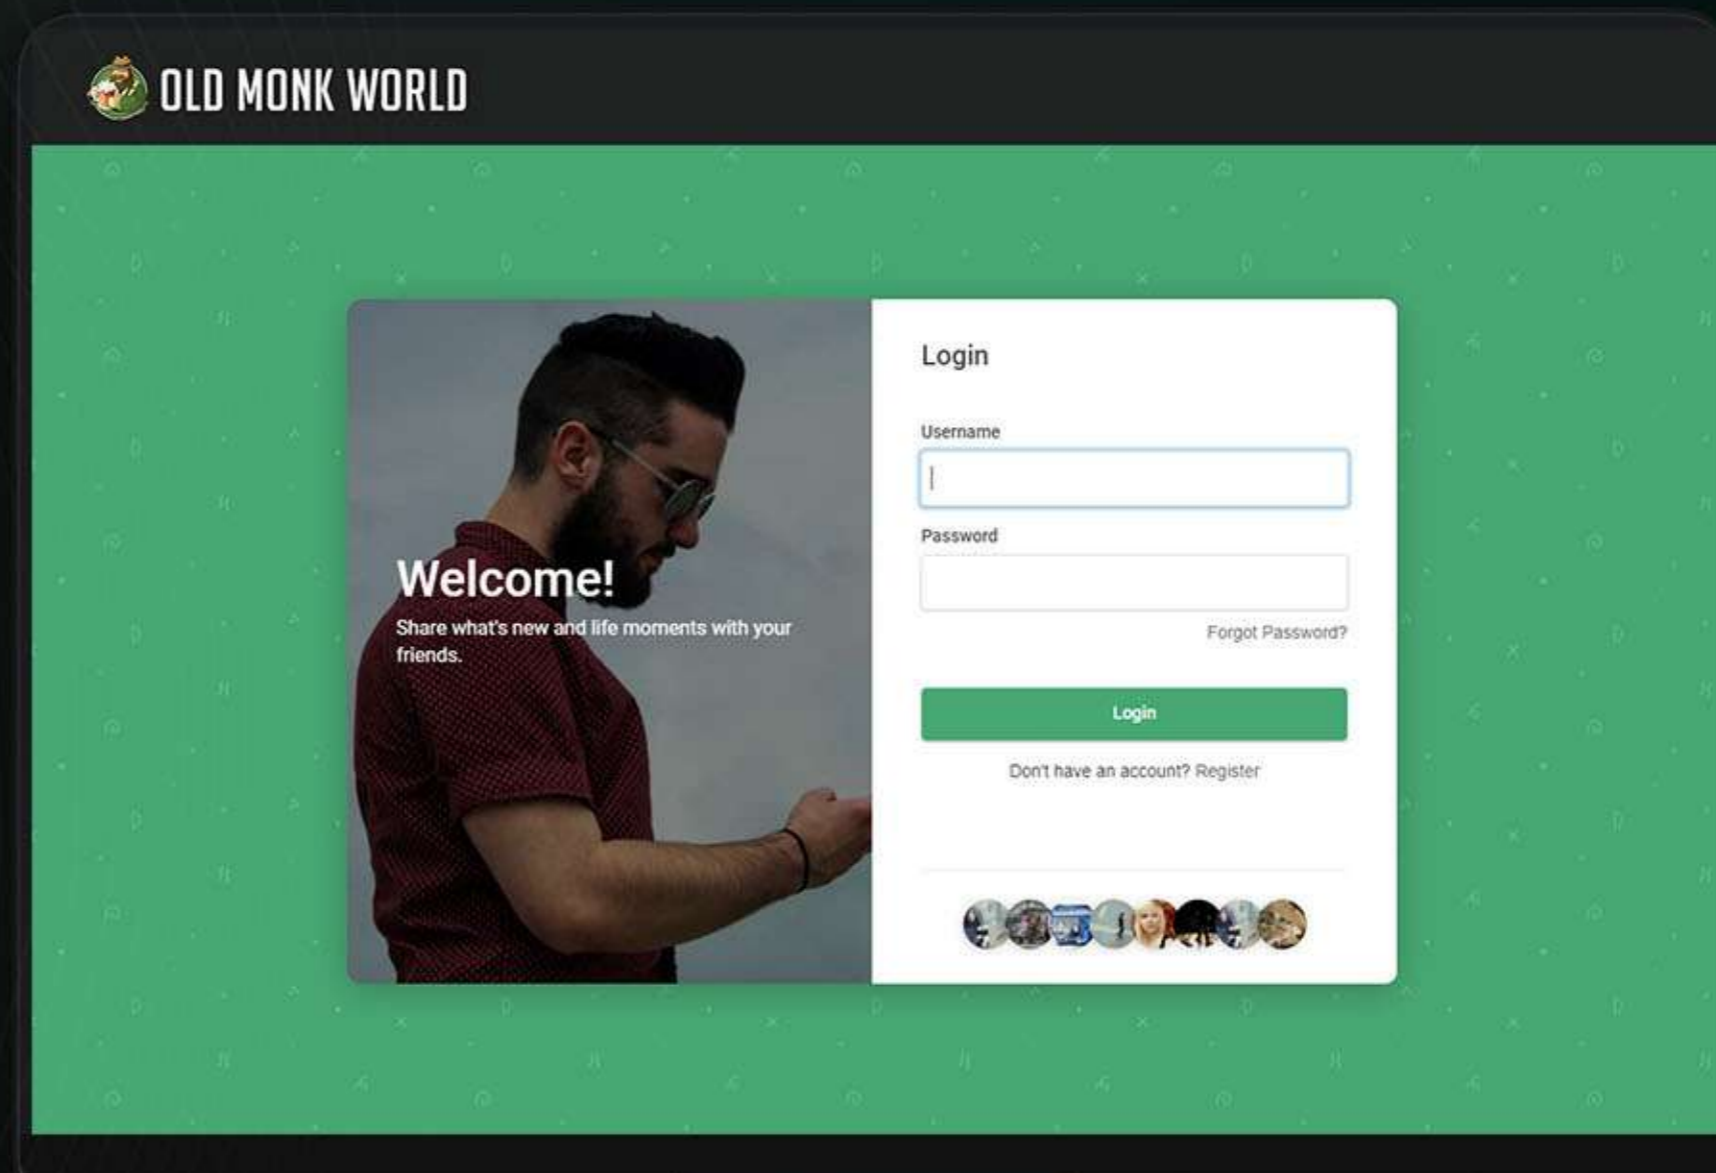 OLD MONK WORLD
Login
Username
Password
Forgot Password?
Login
Don't have an account? Register
Welcome!
Share what's new and life moments with your
friends.